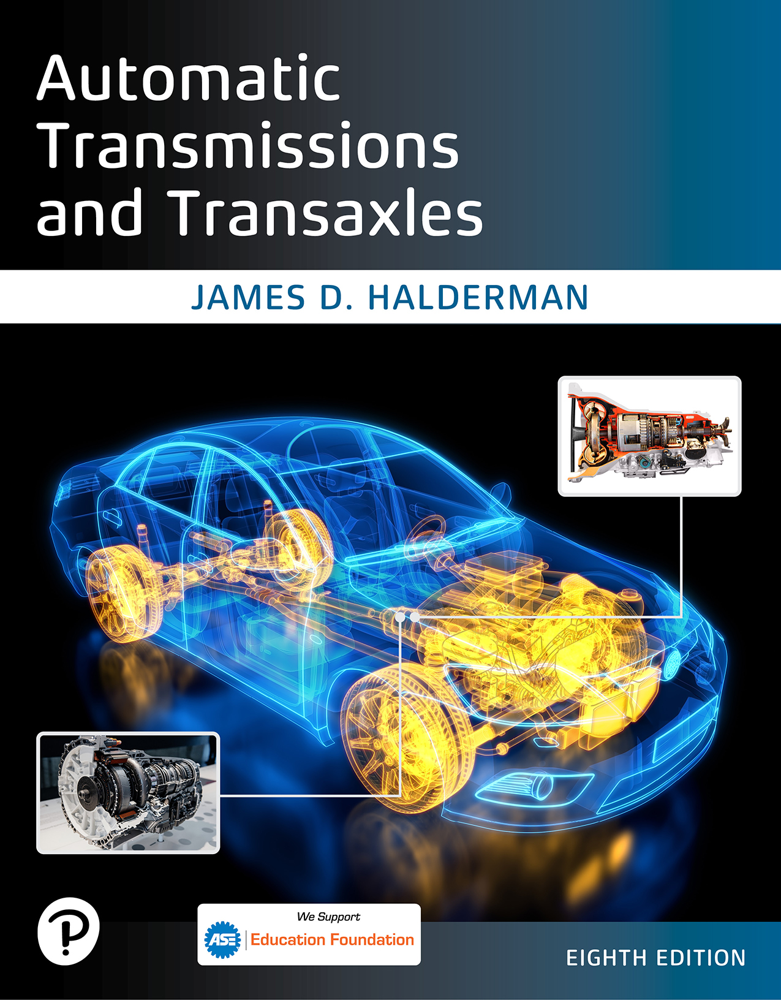 Automatic
Transmissions
and Transaxles
JAMES D. HALDERMAN
We Support
ASE
Education Foundation
EIGHTH EDITION